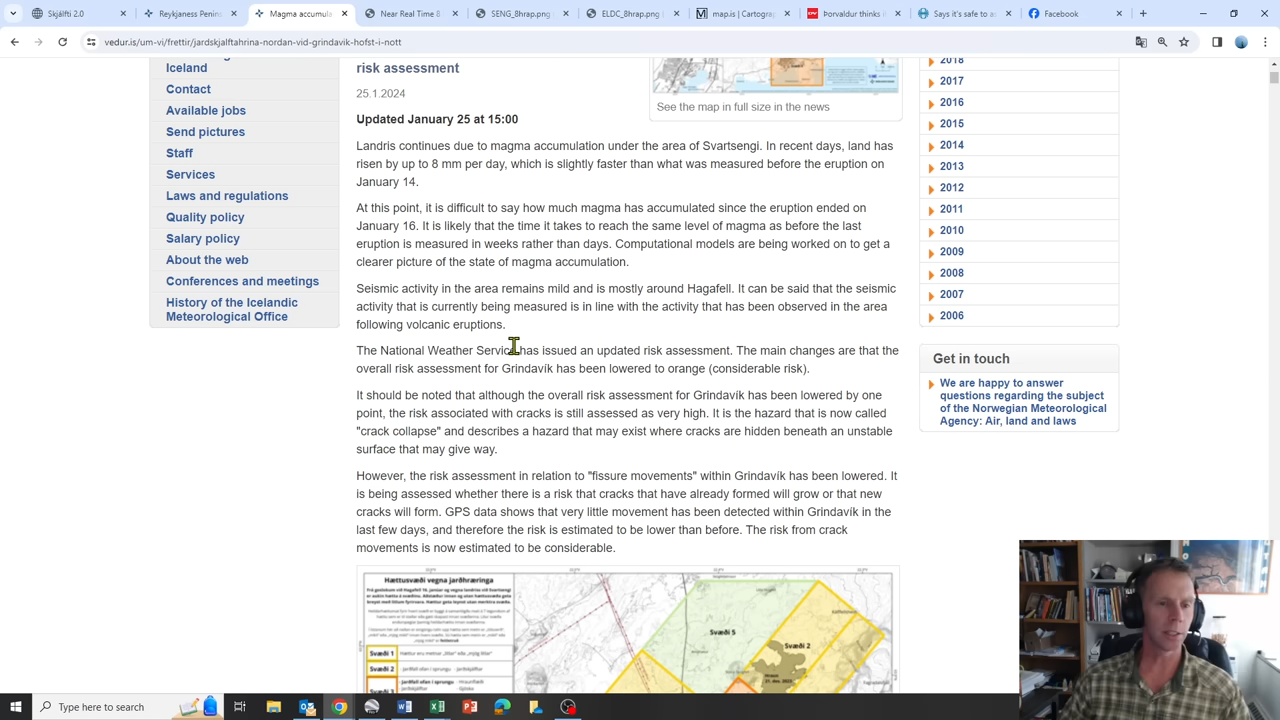 Skjálfta 2.0
Reykjaness Penin
Magma accumula
Near Real Time 8
SENG_8hrap.png
ELDC_8hrap.png (
map.is | Cartograp
Þorvaldur thinks i
Says it's safe to as
Facebook
vedur.is/um-vi/frettir/jardskjalftahrina-nordan-vid-grindavik-hofst-i-nott
Iceland
Contact
Available jobs
Send pictures
Staff
Services
Laws and regulations
Quality policy
Salary policy
About the web
Conferences and meetings
History of the Icelandic
Meteorological Office
risk assessment
25.1.2024
Updated January 25 at 15:00
See the map in full size in the news
Landris continues due to magma accumulation under the area of Svartsengi. In recent days, land has
risen by up to 8 mm per day, which is slightly faster than what was measured before the eruption on
January 14.
At this point, it is difficult to say how much magma has accumulated since the eruption ended on
January 16. It is likely that the time it takes to reach the same level of magma as before the last
eruption is measured in weeks rather than days. Computational models are being worked on to get a
clearer picture of the state of magma accumulation.
Seismic activity in the area remains mild and is mostly around Hagafell. It can be said that the seismic
activity that is currently being measured is in line with the activity that has been observed in the area
following volcanic eruptions.
The National Weather Service has issued an updated risk assessment. The main changes are that the
overall risk assessment for Grindavík has been lowered to orange (considerable risk).
It should be noted that although the overall risk assessment for Grindavík has been lowered by one
point, the risk associated with cracks is still assessed as very high. It is the hazard that is now called
"crack collapse" and describes a hazard that may exist where cracks are hidden beneath an unstable
surface that may give way.
However, the risk assessment in relation to "fissure movements" within Grindavík has been lowered. It
is being assessed whether there is a risk that cracks that have already formed will grow or that new
cracks will form. GPS data shows that very little movement has been detected within Grindavík in the
last few days, and therefore the risk is estimated to be lower than before. The risk from crack
movements is now estimated to be considerable.
2018
2017
2016
2015
2014
2013
2012
2011
2010
2009
2008
2007
2006
Get in touch
We are happy to answer
questions regarding the subject
of the Norwegian Meteorological
Agency: Air, land and laws
Hættusvæði vegna jarðhræringa
Svæði 1
Svæði 2
Svæði 3
Svæði 5
Svæði 2
Type here to search